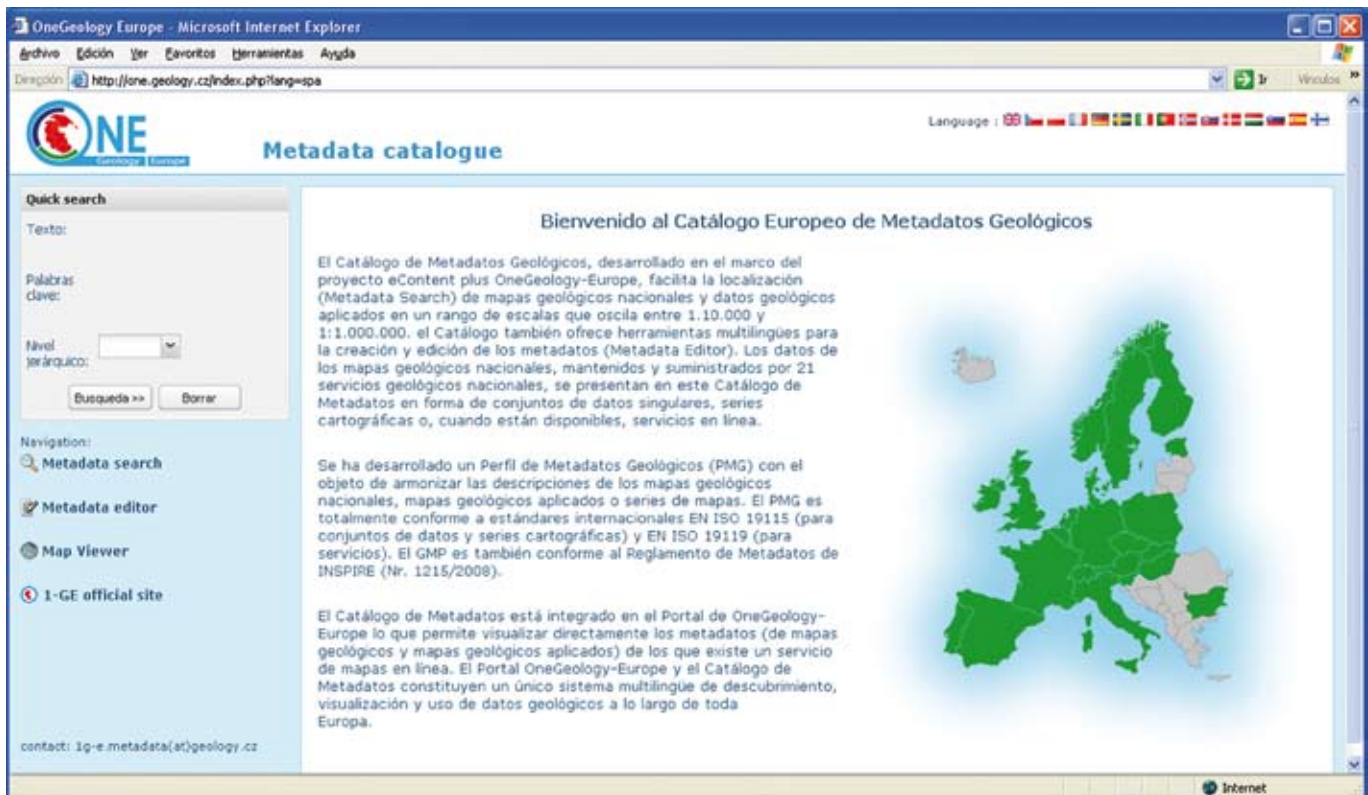 OneGeology Europe - Microsoft Internet Explorer
Archivo Edición Ver Favoritos Herramientas Ayuda
Dirección http://one.geology.cz/index.php?lang=spa Ir Vínculos »
ONE
Geology Europe
Metadata catalogue
Language :
Quick search
Texto:
Palabras
clave:
Nivel
jerárquico:
Busqueda >> Borrar
Navigation:
Metadata search
Metadata editor
Map Viewer
1-GE official site
contact: 1g-e.metadata(at)geology.cz
Bienvenido al Catálogo Europeo de Metadatos Geológicos
El Catálogo de Metadatos Geológicos, desarrollado en el marco del
proyecto eContent plus OneGeology-Europe, facilita la localización
(Metadata Search) de mapas geológicos nacionales y datos geológicos
aplicados en un rango de escalas que oscila entre 1.10.000 y
1:1.000.000. el Catálogo también ofrece herramientas multilingües para
la creación y edición de los metadatos (Metadata Editor). Los datos de
los mapas geológicos nacionales, mantenidos y suministrados por 21
servicios geológicos nacionales, se presentan en este Catálogo de
Metadatos en forma de conjuntos de datos singulares, series
cartográficas o, cuando están disponibles, servicios en línea.
Se ha desarrollado un Perfil de Metadatos Geológicos (PMG) con el
objeto de armonizar las descripciones de los mapas geológicos
nacionales, mapas geológicos aplicados o series de mapas. El PMG es
totalmente conforme a estándares internacionales EN ISO 19115 (para
conjuntos de datos y series cartográficas) y EN ISO 19119 (para
servicios). El GMP es también conforme al Reglamento de Metadatos de
INSPIRE (Nr. 1215/2008).
El Catálogo de Metadatos está integrado en el Portal de OneGeology-
Europe lo que permite visualizar directamente los metadatos (de mapas
geológicos y mapas geológicos aplicados) de los que existe un servicio
de mapas en línea. El Portal OneGeology-Europe y el Catálogo de
Metadatos constituyen un único sistema multilingüe de descubrimiento,
visualización y uso de datos geológicos a lo largo de toda
Europa.
Internet